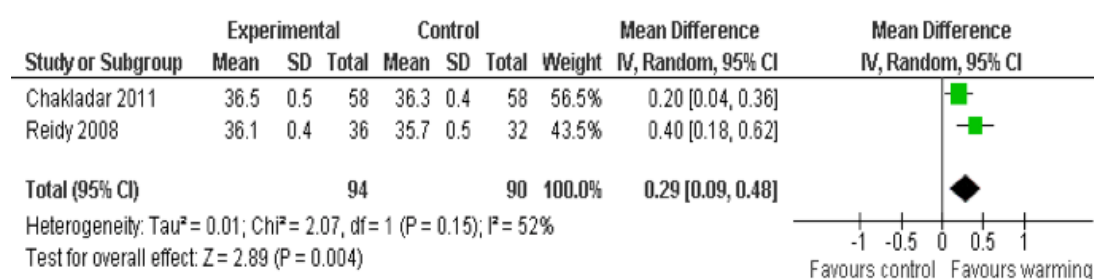 Experimental Control Mean Difference Mean Difference
Study or Subgroup Mean SD Total Mean SD Total Weight IV, Random, 95% CI IV, Random, 95% CI
Chakladar 2011 36.5 0.5 58 36.3 0.4 58 56.5% 0.20 [0.04, 0.36]
Reidy 2008 36.1 0.4 36 35.7 0.5 32 43.5% 0.40 [0.18, 0.62]
Total (95% CI) 94 90 100.0% 0.29 [0.09, 0.48]
Heterogeneity: Tau² = 0.01; Chi² = 2.07, df = 1 (P = 0.15); I² = 52%
Test for overall effect: Z = 2.89 (P = 0.004)
-1 -0.5 0 0.5 1
Favours control Favours warming